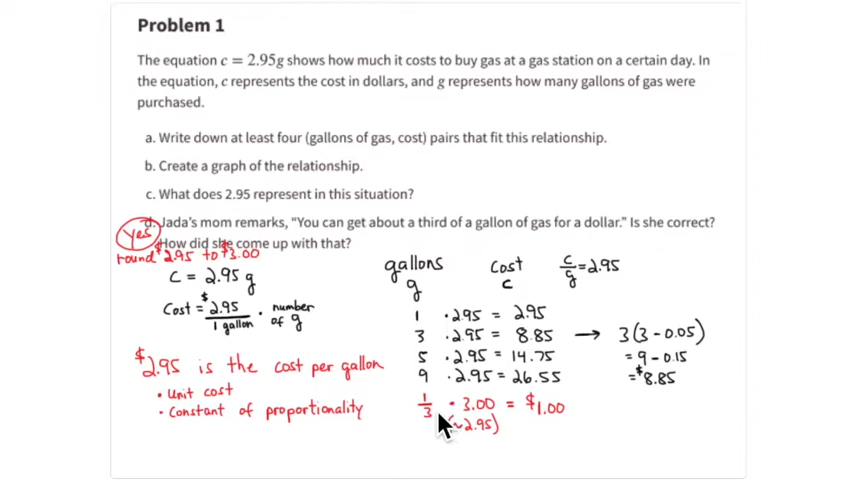 Problem 1
The equation c = 2.95g shows how much it costs to buy gas at a gas station on a certain day. In
the equation, c represents the cost in dollars, and g represents how many gallons of gas were
purchased.
a. Write down at least four (gallons of gas, cost) pairs that fit this relationship.
b. Create a graph of the relationship.
c. What does 2.95 represent in this situation?
d. Jada's mom remarks, "You can get about a third of a gallon of gas for a dollar." Is she correct?
How did she come up with that?
Yes
round $2.95 to $3.00
c = 2.95 g
Cost = $2.95 / 1 gallon · number of g
$2.95 is the cost per gallon
· Unit cost
· Constant of proportionality
gallons cost c/g = 2.95
g c
1 · 295 = 2.95
3 · 2.95 = 8.85 → 3(3 - 0.05)
5 · 2.95 = 14.75 = 9 - 0.15
9 · 2.95 = 26.55 = $8.85
1/3 · 3.00 = $1.00
(~2.95)